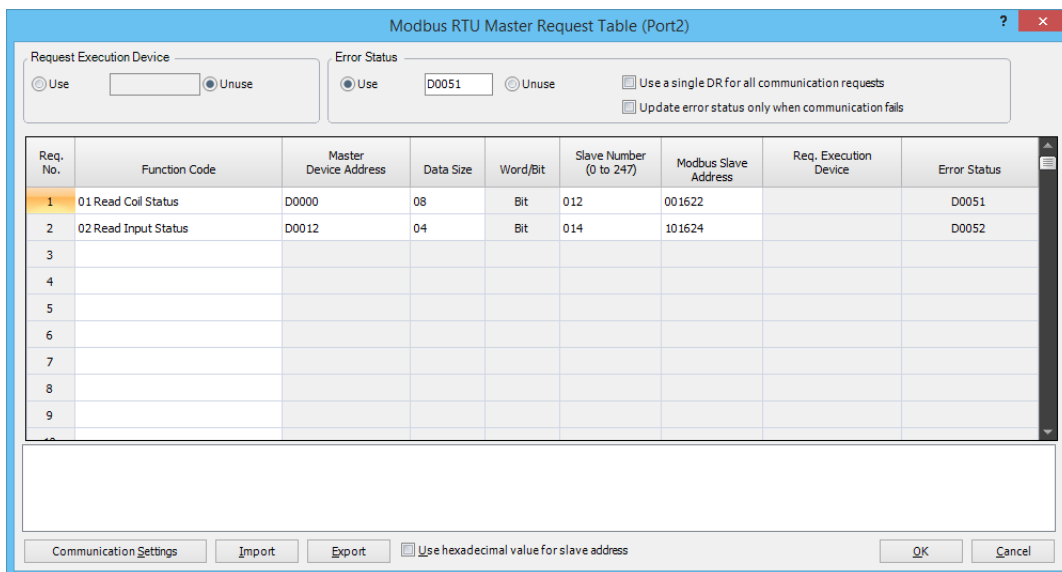 Modbus RTU Master Request Table (Port2)
?
x
Request Execution Device
Use
Unuse
Error Status
Use
D0051
Unuse
Use a single DR for all communication requests
Update error status only when communication fails
Req. No.
Function Code
Master Device Address
Data Size
Word/Bit
Slave Number (0 to 247)
Modbus Slave Address
Req. Execution Device
Error Status
1 01 Read Coil Status D0000 08 Bit 012 001622 D0051
2 02 Read Input Status D0012 04 Bit 014 101624 D0052
3
4
5
6
7
8
9
Communication Settings
Import
Export
Use hexadecimal value for slave address
OK
Cancel